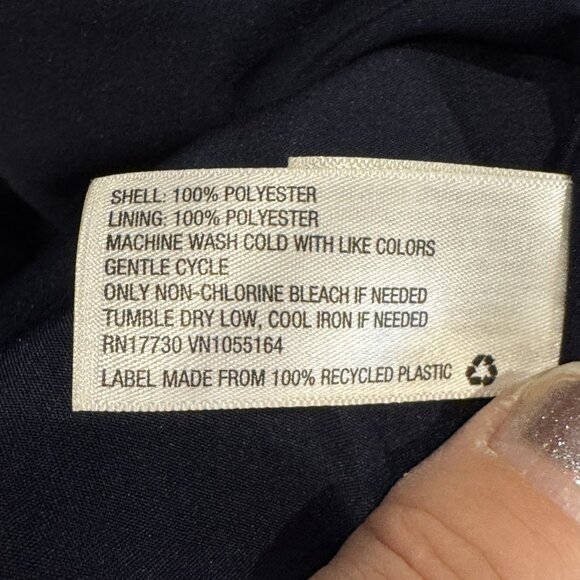 SHELL: 100% POLYESTER
LINING: 100% POLYESTER
MACHINE WASH COLD WITH LIKE COLORS
GENTLE CYCLE
ONLY NON-CHLORINE BLEACH IF NEEDED
TUMBLE DRY LOW, COOL IRON IF NEEDED
RN17730 VN1055164
LABEL MADE FROM 100% RECYCLED PLASTIC